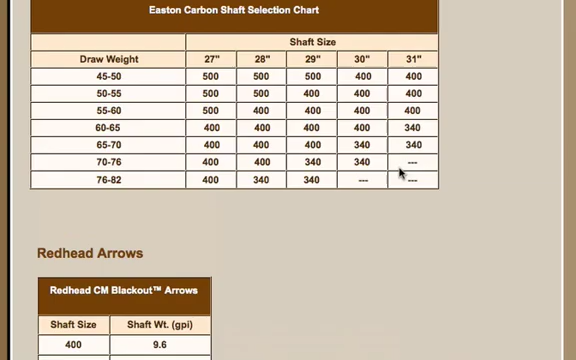 Easton Carbon Shaft Selection Chart
Shaft Size
Draw Weight 27" 28" 29" 30" 31"
45-50 500 500 500 400 400
50-55 500 500 400 400 400
55-60 500 400 400 400 400
60-65 400 400 400 400 340
65-70 400 400 400 340 340
70-76 400 400 340 340 ---
76-82 400 340 340 --- ---
Redhead Arrows
Redhead CM Blackout™ Arrows
Shaft Size Shaft Wt. (gpi)
400 9.6